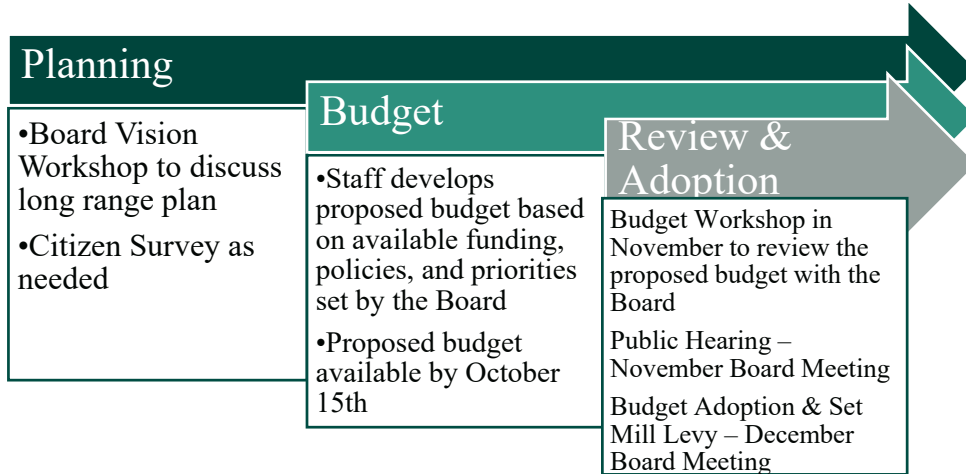 Planning
•Board Vision
Workshop to discuss
long range plan
•Citizen Survey as
needed
Budget
•Staff develops
proposed budget based
on available funding,
policies, and priorities
set by the Board
•Proposed budget
available by October
15th
Review &
Adoption
Budget Workshop in
November to review the
proposed budget with the
Board
Public Hearing –
November Board Meeting
Budget Adoption & Set
Mill Levy – December
Board Meeting